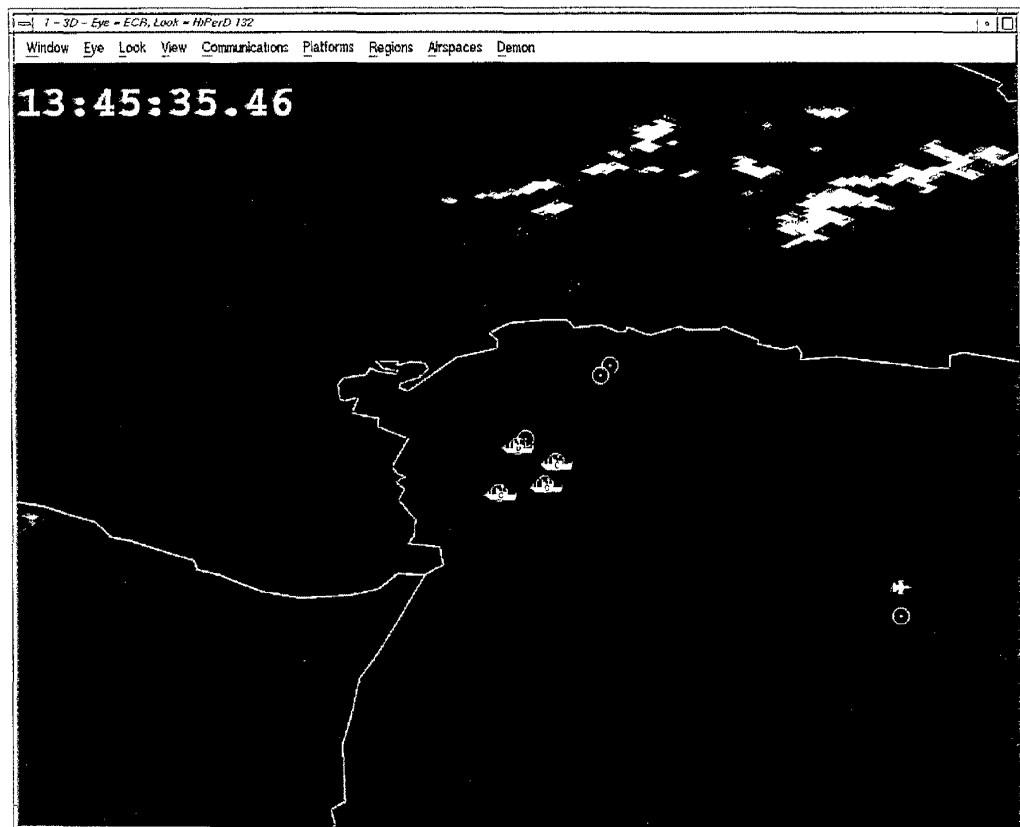 1 - 3D - Eye = ECR, Look = HiPerD 132
Window Eye Look View Communications Platforms Regions Airspaces Demon
13:45:35.46